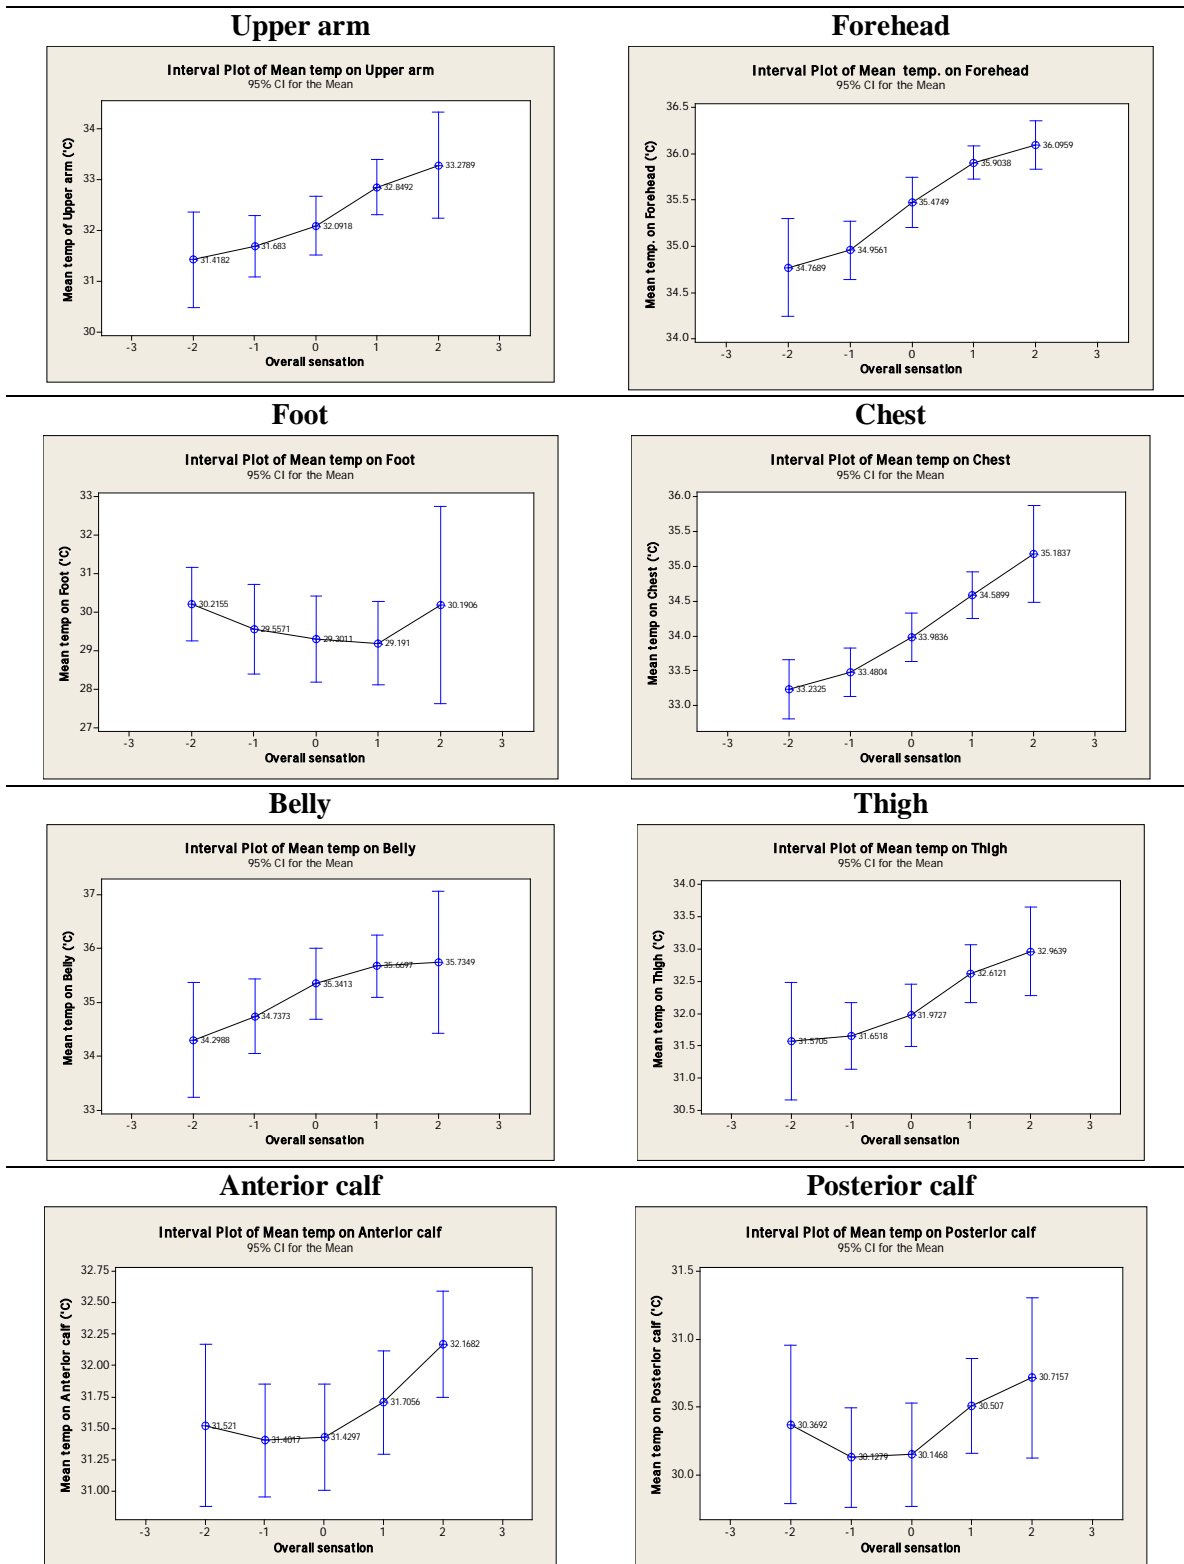 Upper arm
Interval Plot of Mean temp on Upper arm
95% CI for the Mean
Mean temp of Upper arm (°C)
34
33
32
31
30
31.4182
31.683
32.0918
32.8492
33.2789
-3 -2 -1 0 1 2 3
Overall sensation
Forehead
Interval Plot of Mean temp. on Forehead
95% CI for the Mean
Mean temp. on Forehead (°C)
36.5
36.0
35.5
35.0
34.5
34.0
34.7689
34.9561
35.4749
35.9038
36.0959
-3 -2 -1 0 1 2 3
Overall sensation
Foot
Interval Plot of Mean temp on Foot
95% CI for the Mean
Mean temp on Foot (°C)
33
32
31
30
29
28
27
30.2155
29.5571
29.3011
29.191
30.1906
-3 -2 -1 0 1 2 3
Overall sensation
Chest
Interval Plot of Mean temp on Chest
95% CI for the Mean
Mean temp on Chest (°C)
36.0
35.5
35.0
34.5
34.0
33.5
33.0
33.2325
33.4804
33.9836
34.5899
35.1837
-3 -2 -1 0 1 2 3
Overall sensation
Belly
Interval Plot of Mean temp on Belly
95% CI for the Mean
Mean temp on Belly (°C)
37
36
35
34
33
34.2988
34.7373
35.3413
35.6697
35.7349
-3 -2 -1 0 1 2 3
Overall sensation
Thigh
Interval Plot of Mean temp on Thigh
95% CI for the Mean
Mean temp on Thigh (°C)
34.0
33.5
33.0
32.5
32.0
31.5
31.0
30.5
31.5705
31.6518
31.9727
32.6121
32.9639
-3 -2 -1 0 1 2 3
Overall sensation
Anterior calf
Interval Plot of Mean temp on Anterior calf
95% CI for the Mean
Mean temp on Anterior calf (°C)
32.75
32.50
32.25
32.00
31.75
31.50
31.25
31.00
31.521
31.4017
31.4297
31.7056
32.1682
-3 -2 -1 0 1 2 3
Overall sensation
Posterior calf
Interval Plot of Mean temp on Posterior calf
95% CI for the Mean
Mean temp on Posterior calf (°C)
31.5
31.0
30.5
30.0
30.3692
30.1279
30.1468
30.507
30.7157
-3 -2 -1 0 1 2 3
Overall sensation